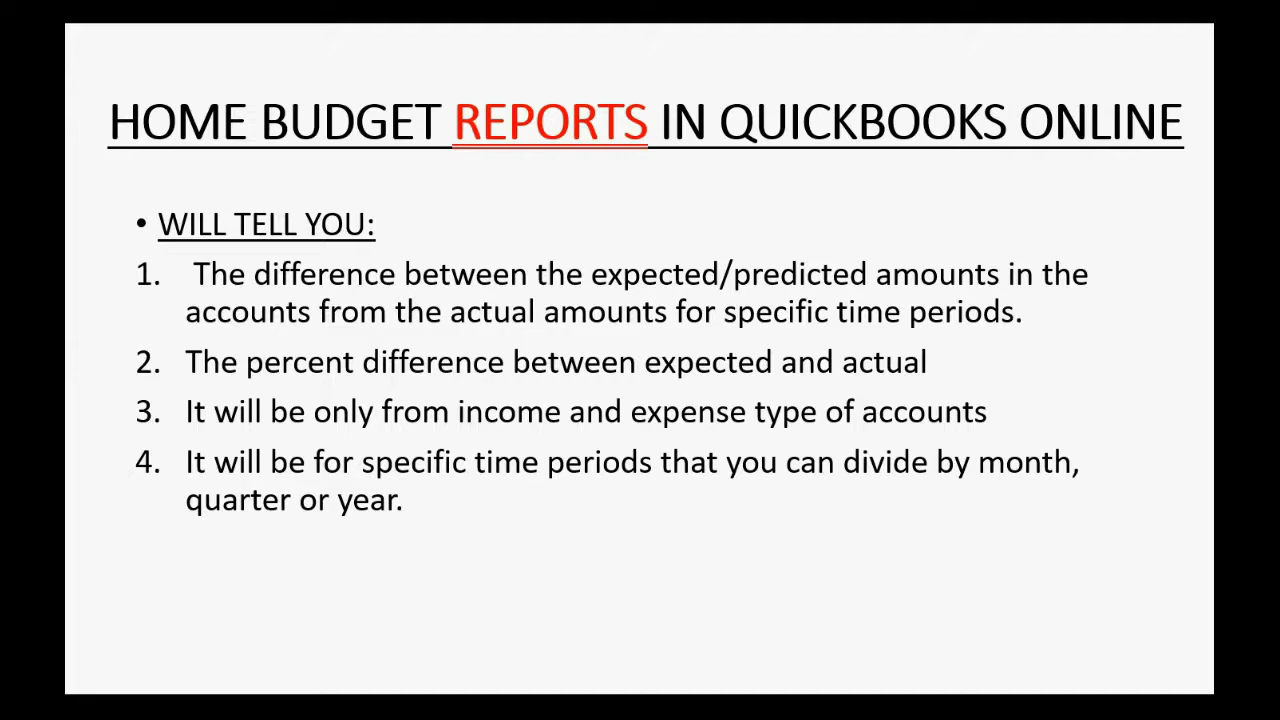 HOME BUDGET REPORTS IN QUICKBOOKS ONLINE
• WILL TELL YOU:
1. The difference between the expected/predicted amounts in the
accounts from the actual amounts for specific time periods.
2. The percent difference between expected and actual
3. It will be only from income and expense type of accounts
4. It will be for specific time periods that you can divide by month,
quarter or year.